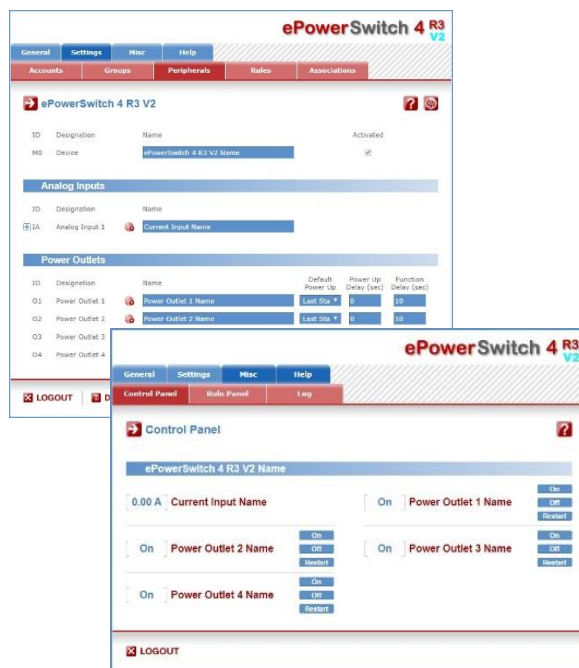 ePowerSwitch 4 R3
V2
General Settings Misc Help
Accounts Groups Peripherals Rules Associations
ePowerSwitch 4 R3 V2 ?
ID Designation Name Activated
M0 Device ePowerSwitch 4 R3 V2 Name
Analog Inputs
ID Designation Name
IA Analog Input 1 Current Input Name
Power Outlets
ID Designation Name Default Power Up Power Up Delay (sec) Function Delay (sec)
O1 Power Outlet 1 Power Outlet 1 Name Last Sta 0 10
O2 Power Outlet 2 Power Outlet 2 Name Last Sta 0 10
O3 Power Outlet 3
O4 Power Outlet 4
LOGOUT D
ePowerSwitch 4 R3
V2
General Settings Misc Help
Control Panel Rule Panel Log
Control Panel ?
ePowerSwitch 4 R3 V2 Name
0.00 A Current Input Name
On Power Outlet 1 Name
On
Off
Restart
On Power Outlet 2 Name
On
Off
Restart
On Power Outlet 3 Name
On
Off
Restart
On Power Outlet 4 Name
On
Off
Restart
LOGOUT